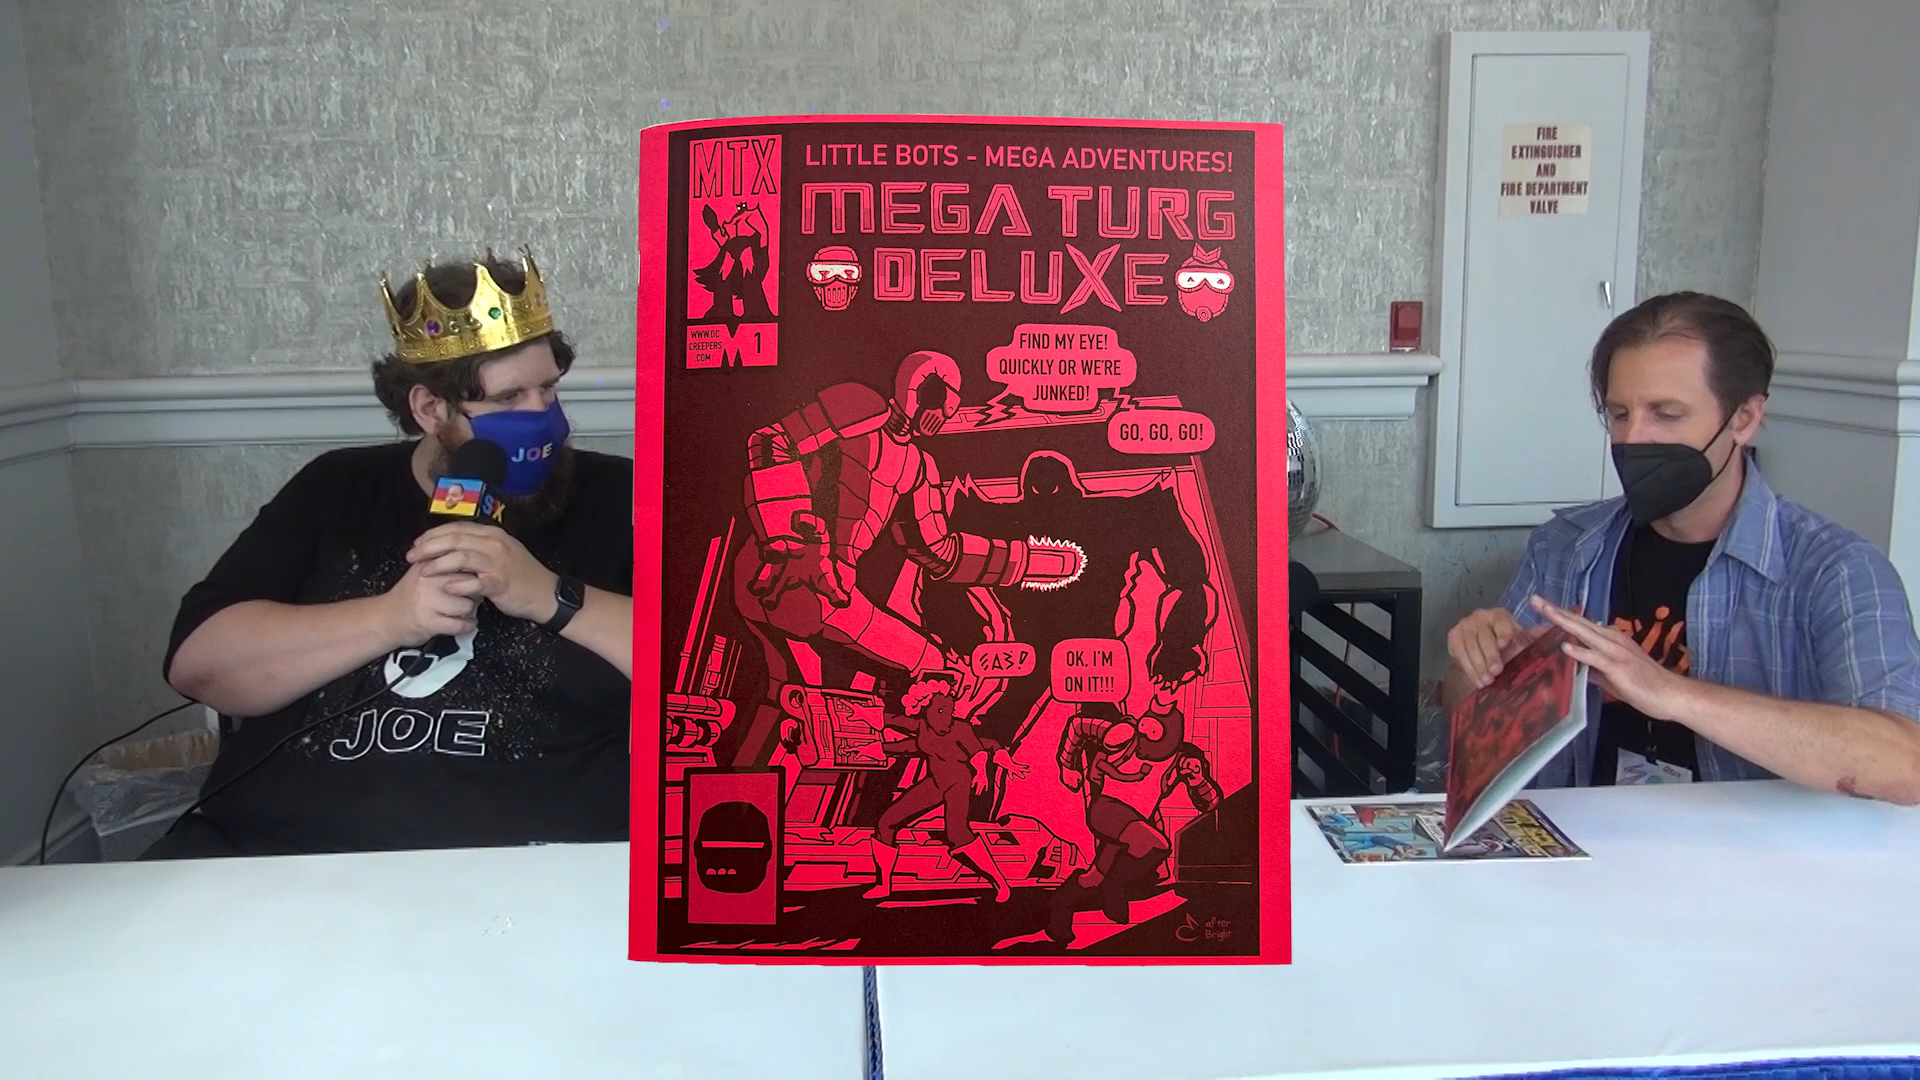 MTX
LITTLE BOTS - MEGA ADVENTURES!
MEGA TURG
DELUXE
WWW.DC
CREEPERS
.COM
M 1
FIND MY EYE!
QUICKLY OR WE'RE
JUNKED!
GO, GO, GO!
OK, I'M
ON IT!!!
after
Bright
JOE
SX
JOE
FIRE
EXTINGUISHER
AND
FIRE DEPARTMENT
VALVE